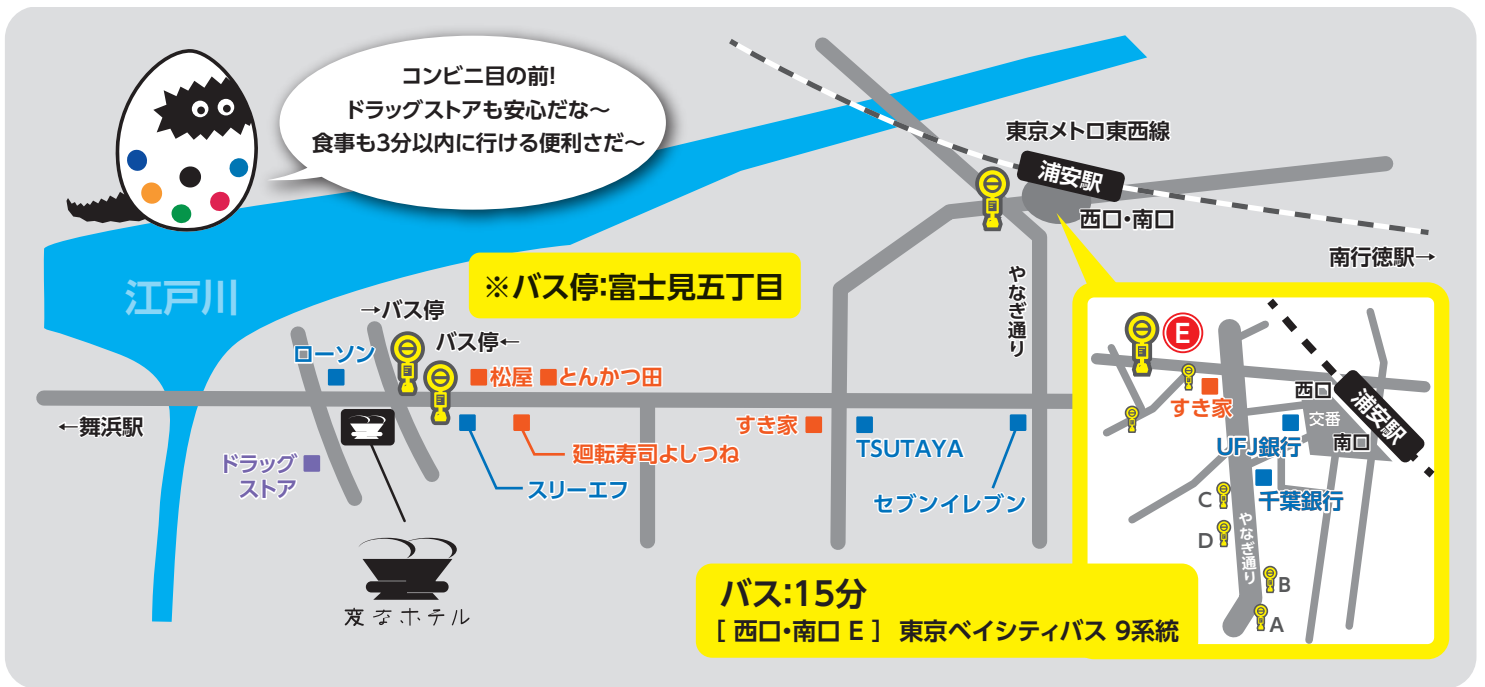 コンビニ目の前!
ドラッグストアも安心だな〜
食事も3分以内に行ける便利さだ〜
東京メトロ東西線
浦安駅
西口・南口
南行徳駅→
江戸川
※バス停:富士見五丁目
やなぎ通り
→バス停
バス停←
ローソン
松屋
とんかつ田
←舞浜駅
ドラッグ
ストア
すき家
TSUTAYA
廻転寿司よしつね
スリーエフ
セブンイレブン
変なホテル
E
すき家
西口
浦安駅
交番
南口
UFJ銀行
千葉銀行
C
D
やなぎ通り
B
A
バス:15分
[ 西口・南口 E ] 東京ベイシティバス 9系統